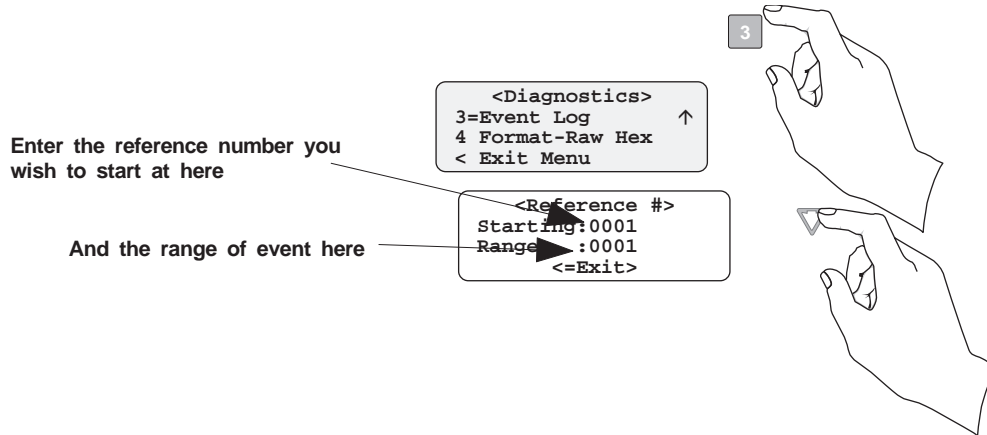 3
<Diagnostics>
3=Event Log ↑
4 Format-Raw Hex
< Exit Menu
Enter the reference number you
wish to start at here
<Reference #>
Starting:0001
Range :0001
<=Exit>
And the range of event here